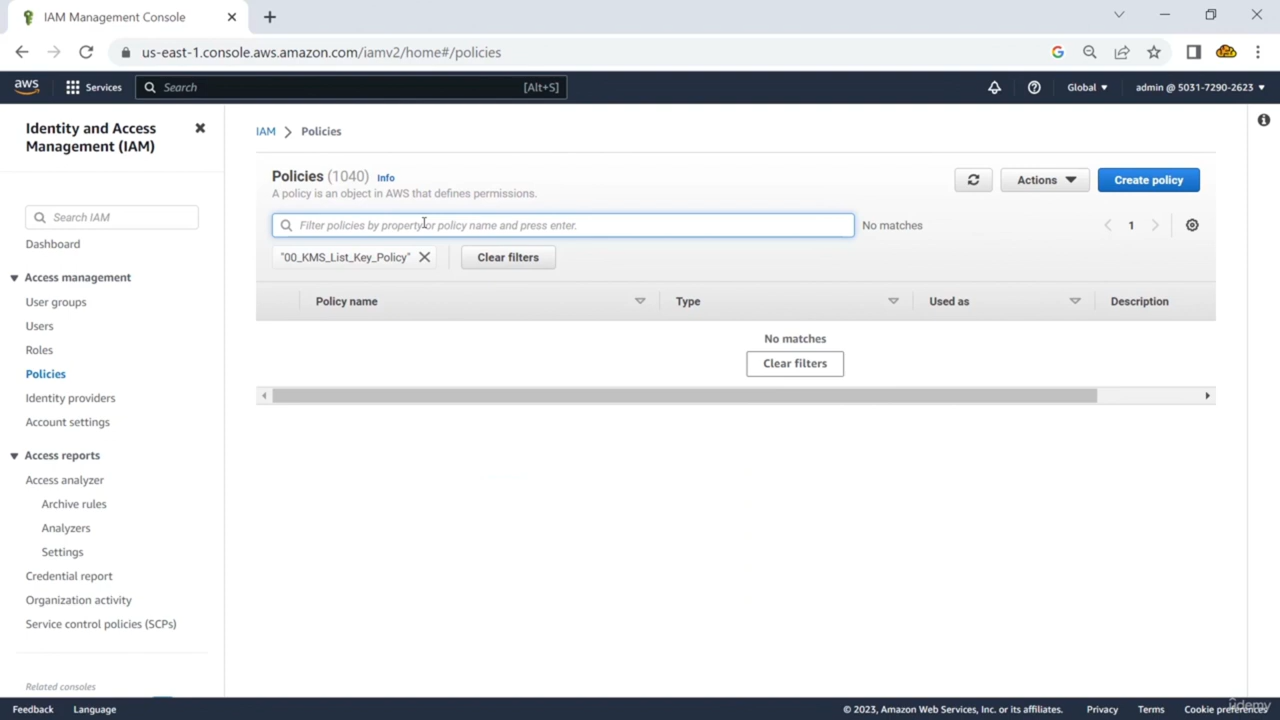 IAM Management Console
us-east-1.console.aws.amazon.com/iamv2/home#/policies
aws
Services
Search
[Alt+S]
Global
admin @ 5031-7290-2623
Identity and Access
Management (IAM)
Search IAM
Dashboard
Access management
User groups
Users
Roles
Policies
Identity providers
Account settings
Access reports
Access analyzer
Archive rules
Analyzers
Settings
Credential report
Organization activity
Service control policies (SCPs)
Related consoles
IAM > Policies
Policies (1040) Info
A policy is an object in AWS that defines permissions.
Actions
Create policy
Filter policies by property or policy name and press enter.
No matches
1
"00_KMS_List_Key_Policy"
Clear filters
Policy name
Type
Used as
Description
No matches
Clear filters
Feedback
Language
© 2023, Amazon Web Services, Inc. or its affiliates.
Privacy
Terms
Cookie preferences
ûdemy